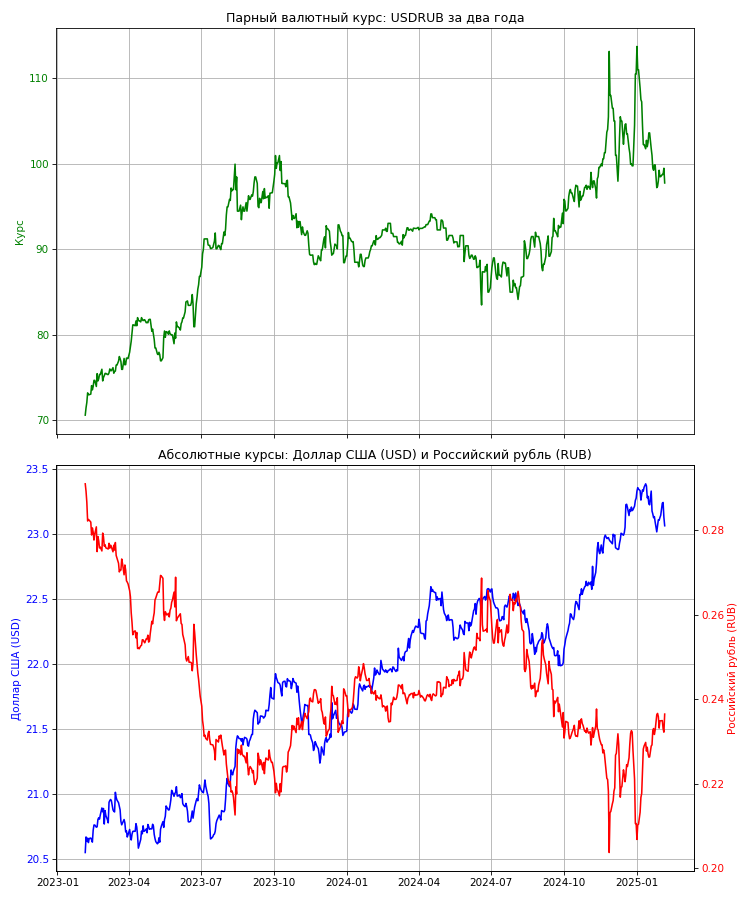 Парный валютный курс: USDRUB за два года
Курс
110
100
90
80
70
Абсолютные курсы: Доллар США (USD) и Российский рубль (RUB)
Доллар США (USD)
23.5
23.0
22.5
22.0
21.5
21.0
20.5
0.28
0.26
0.24
0.22
0.20
Российский рубль (RUB)
2023-01 2023-04 2023-07 2023-10 2024-01 2024-04 2024-07 2024-10 2025-01